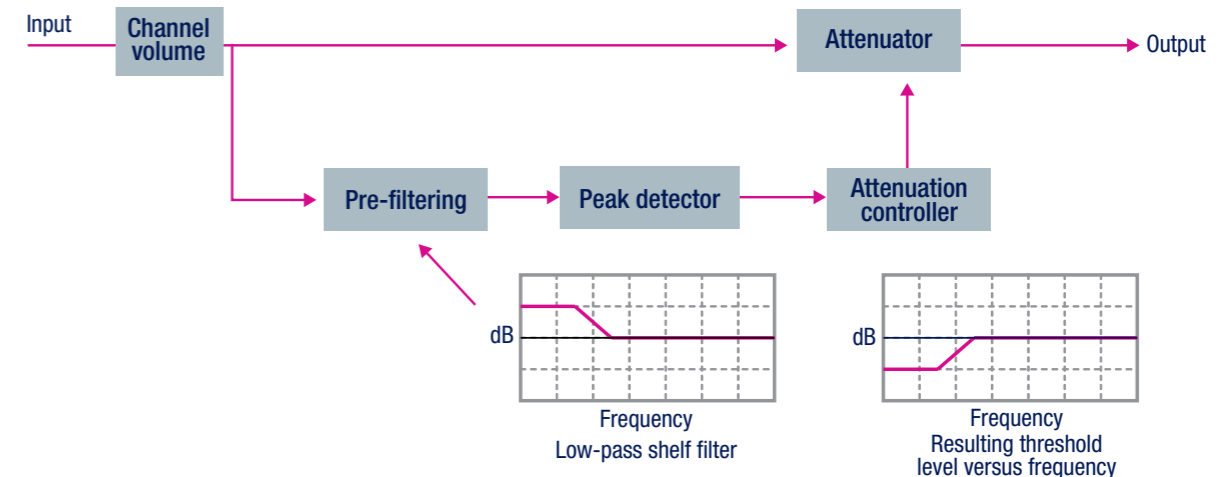 Input
Channel
volume
Attenuator
Output
Pre-filtering
Peak detector
Attenuation
controller
dB
Frequency
Low-pass shelf filter
dB
Frequency
Resulting threshold
level versus frequency